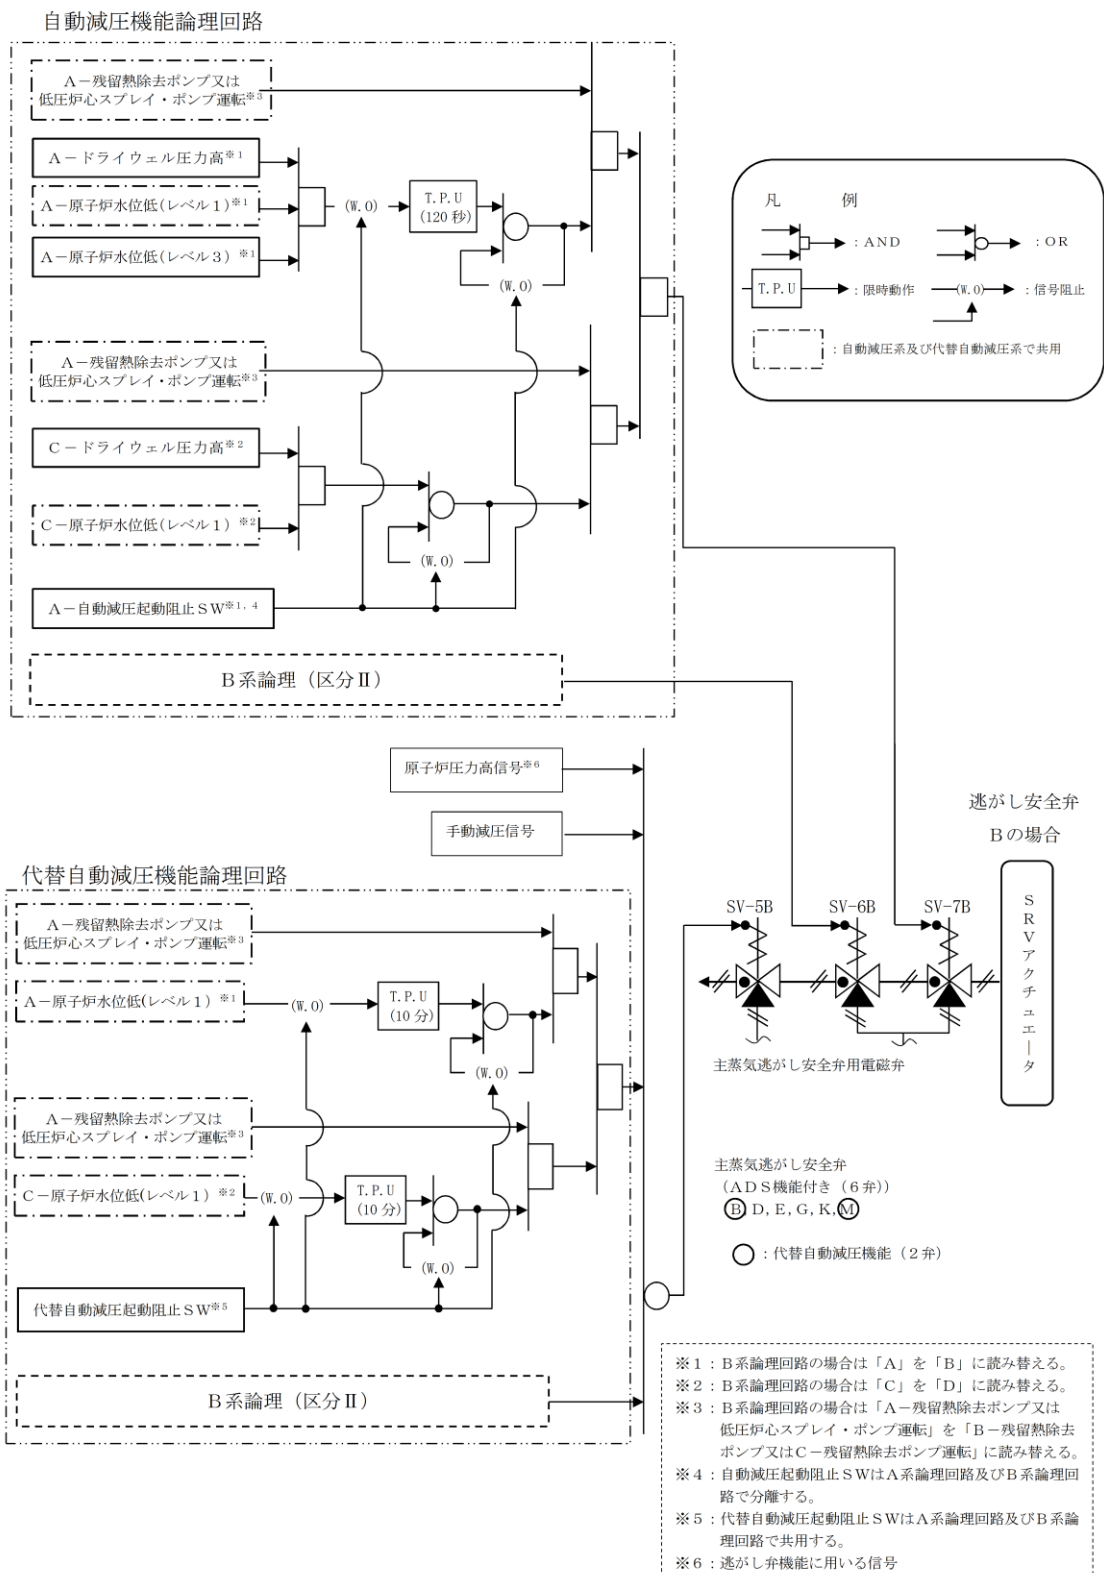 自動減圧機能論理回路
A－残留熱除去ポンプ又は
低圧炉心スプレイ・ポンプ運転※3
A－ドライウェル圧力高※1
A－原子炉水位低(レベル1)※1
A－原子炉水位低(レベル3)※1
(W.O)
T.P.U
(120秒)
(W.O)
A－残留熱除去ポンプ又は
低圧炉心スプレイ・ポンプ運転※3
C－ドライウェル圧力高※2
C－原子炉水位低(レベル1)※2
(W.O)
A－自動減圧起動阻止SW※1, 4
B系論理（区分Ⅱ）
凡　例
：AND
：OR
T.P.U
：限時動作
(W.O)
：信号阻止
：自動減圧系及び代替自動減圧系で共用
原子炉圧力高信号※6
手動減圧信号
代替自動減圧機能論理回路
A－残留熱除去ポンプ又は
低圧炉心スプレイ・ポンプ運転※3
A－原子炉水位低(レベル1)※1
(W.O)
T.P.U
(10分)
(W.O)
A－残留熱除去ポンプ又は
低圧炉心スプレイ・ポンプ運転※3
C－原子炉水位低(レベル1)※2
(W.O)
T.P.U
(10分)
(W.O)
代替自動減圧起動阻止SW※5
B系論理（区分Ⅱ）
逃がし安全弁
Bの場合
SV-5B
SV-6B
SV-7B
SRVアクチュエータ
主蒸気逃がし安全弁用電磁弁
主蒸気逃がし安全弁
（ADS機能付き（6弁））
B, D, E, G, K, M
：代替自動減圧機能（2弁）
※1：B系論理回路の場合は「A」を「B」に読み替える。
※2：B系論理回路の場合は「C」を「D」に読み替える。
※3：B系論理回路の場合は「A－残留熱除去ポンプ又は
低圧炉心スプレイ・ポンプ運転」を「B－残留熱除去
ポンプ又はC－残留熱除去ポンプ運転」に読み替える。
※4：自動減圧起動阻止SWはA系論理回路及びB系論理回
路で分離する。
※5：代替自動減圧起動阻止SWはA系論理回路及びB系論
理回路で共用する。
※6：逃がし弁機能に用いる信号